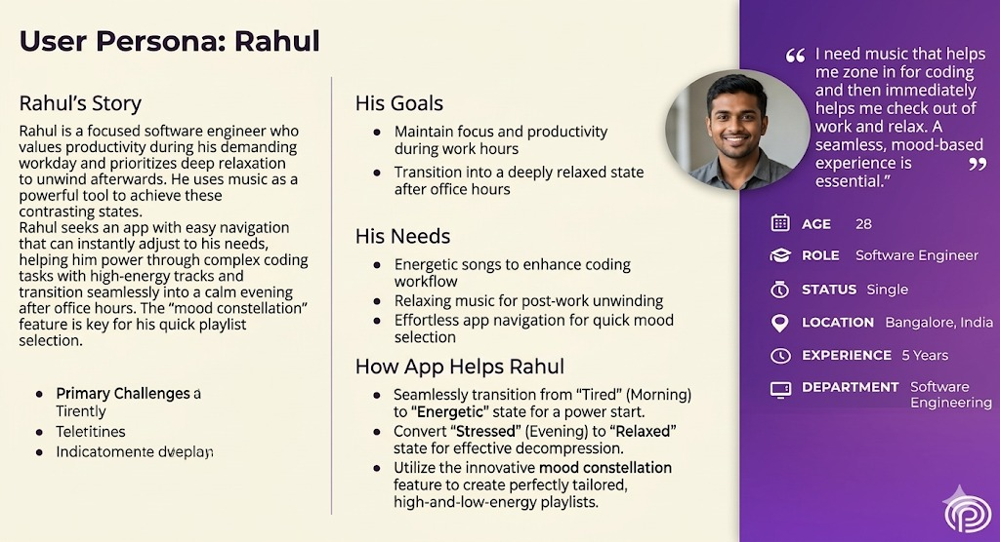 User Persona: Rahul
Rahul's Story
Rahul is a focused software engineer who
values productivity during his demanding
workday and prioritizes deep relaxation
to unwind afterwards. He uses music as a
powerful tool to achieve these
contrasting states.
Rahul seeks an app with easy navigation
that can instantly adjust to his needs,
helping him power through complex coding
tasks with high-energy tracks and
transition seamlessly into a calm evening
after office hours. The “mood constellation”
feature is key for his quick playlist
selection.
● Primary Challenges a
Tirently
● Teletitines
● Indicatomente
His Goals
● Maintain focus and productivity
during work hours
● Transition into a deeply relaxed state
after office hours
His Needs
● Energetic songs to enhance coding
workflow
● Relaxing music for post-work unwinding
● Effortless app navigation for quick mood
selection
How App Helps Rahul
● Seamlessly transition from “Tired” (Morning)
to “Energetic” state for a power start.
● Convert “Stressed” (Evening) to “Relaxed”
state for effective decompression.
● Utilize the innovative mood constellation
feature to create perfectly tailored,
high-and-low-energy playlists.
“ I need music that helps
me zone in for coding
and then immediately
helps me check out of
work and relax. A
seamless, mood-based
experience is
essential.” ”
AGE 28
ROLE Software Engineer
STATUS Single
LOCATION Bangalore, India
EXPERIENCE 5 Years
DEPARTMENT Software
Engineering